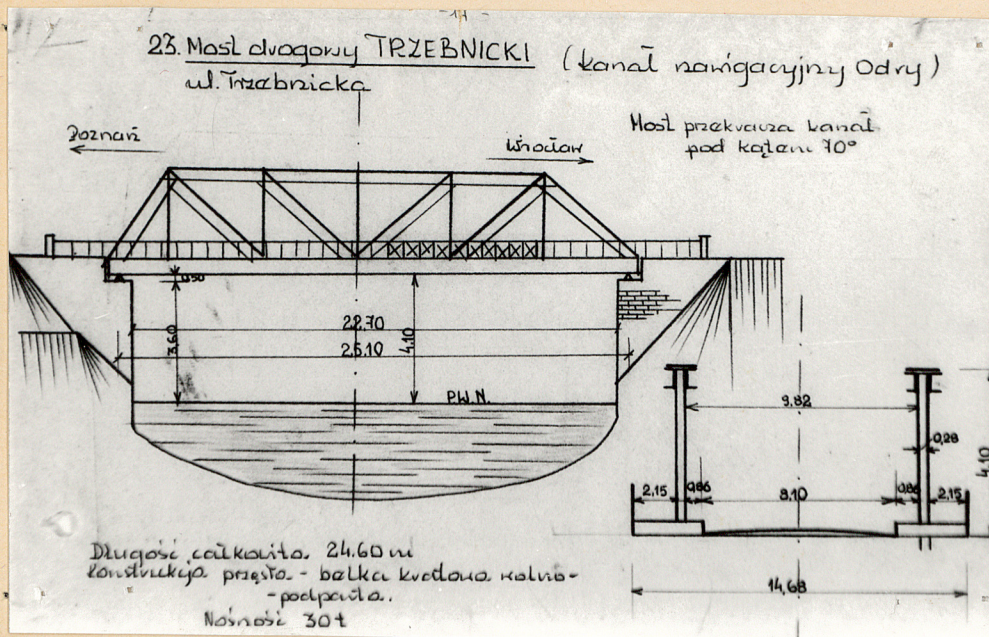 23. Most drogowy TRZEBNICKI (kanał nawigacyjny Odry)
ul. Trzebnicka
Most przekracza kanał
pod kątem 70°
Poznań
Wrocław
0.50
3.60
22.70
25.10
4.10
P.W.N.
9.82
0,28
4.10
2,15
0,86
8,10
0,86
2,15
14,68
Długość całkowita 24.60 m
Konstrukcja przęsła - belka kratowa wolno-
-podparta.
Nośność 30t